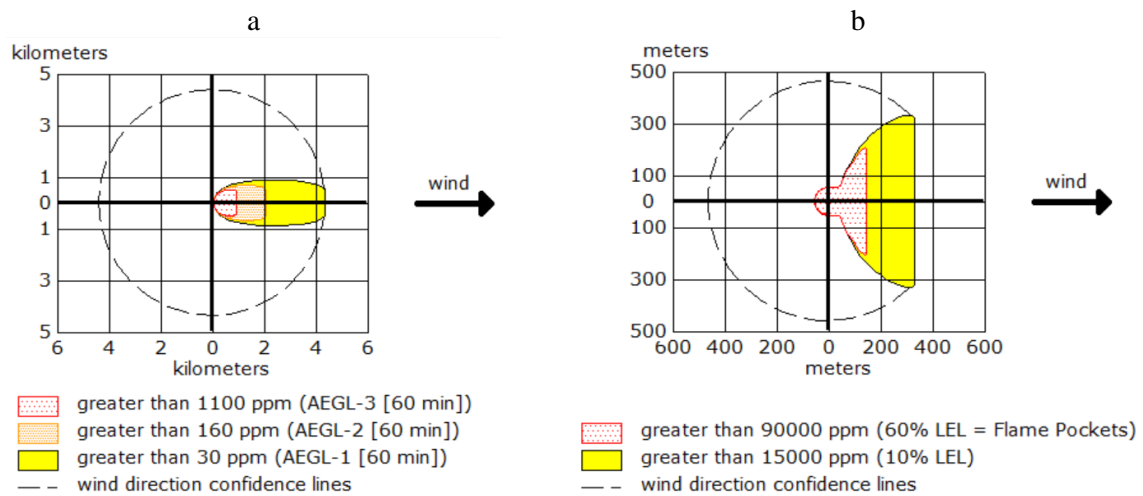 a
kilometers
5
3
1
0
1
3
5
6 4 2 0 2 4 6
kilometers
wind
greater than 1100 ppm (AEGL-3 [60 min])
greater than 160 ppm (AEGL-2 [60 min])
greater than 30 ppm (AEGL-1 [60 min])
wind direction confidence lines
b
meters
500
300
100
0
100
300
500
600 400 200 0 200 400 600
meters
wind
greater than 90000 ppm (60% LEL = Flame Pockets)
greater than 15000 ppm (10% LEL)
wind direction confidence lines